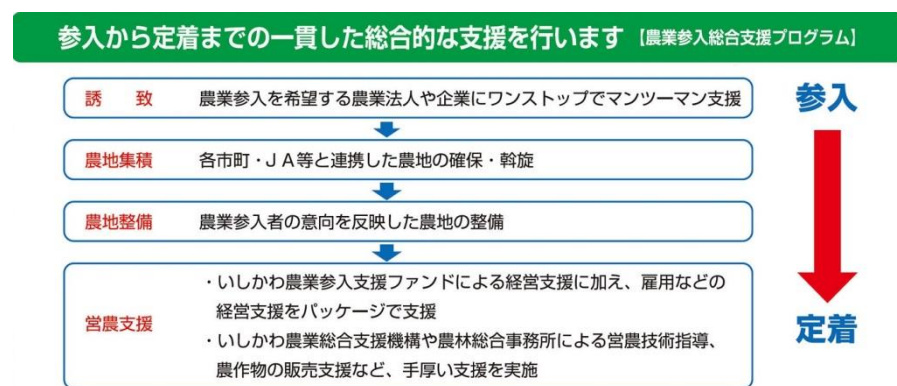 参入から定着までの一貫した総合的な支援を行います【農業参入総合支援プログラム】
誘　致　農業参入を希望する農業法人や企業にワンストップでマンツーマン支援
参入
農地集積　各市町・ＪＡ等と連携した農地の確保・斡旋
農地整備　農業参入者の意向を反映した農地の整備
営農支援
・いしかわ農業参入支援ファンドによる経営支援に加え、雇用などの
経営支援をパッケージで支援
・いしかわ農業総合支援機構や農林総合事務所による営農技術指導、
農作物の販売支援など、手厚い支援を実施
定着